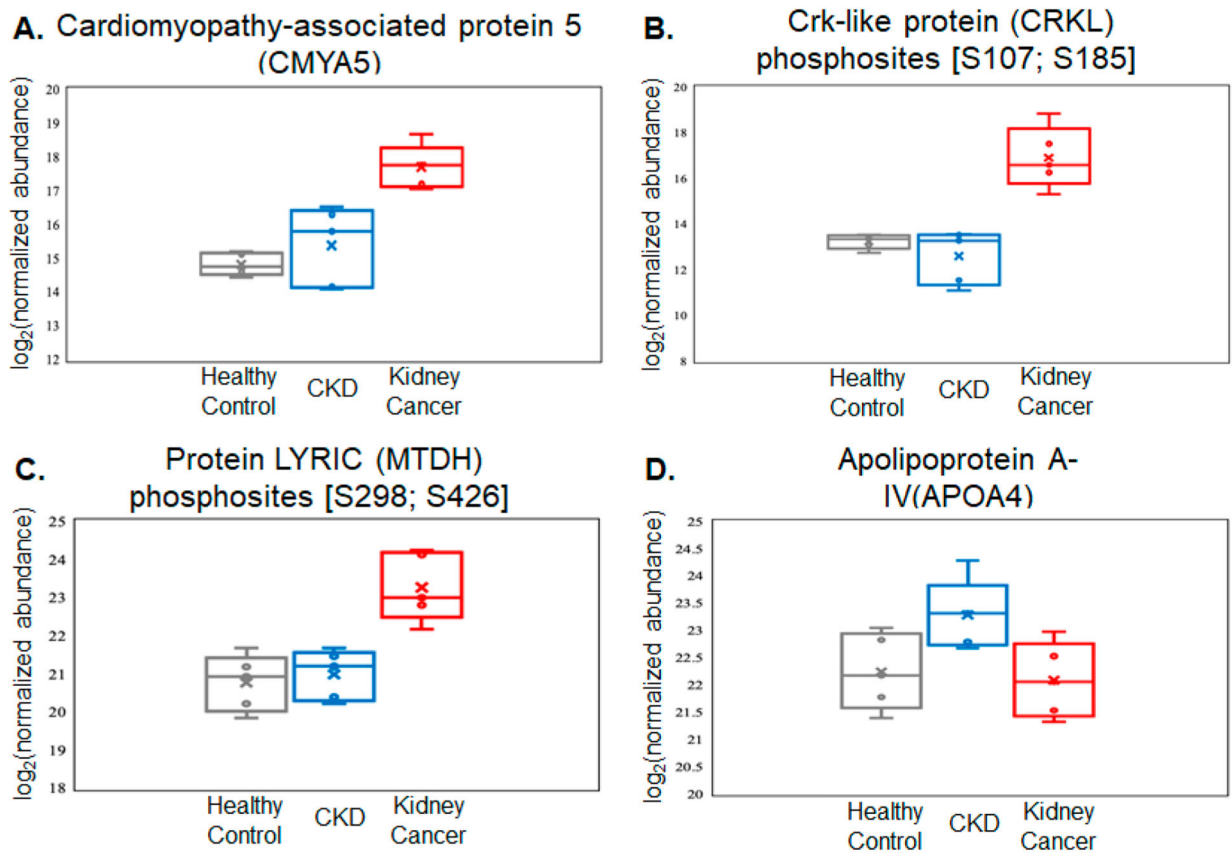 A. Cardiomyopathy-associated protein 5
(CMYA5)
log2(normalized abundance)
20
19
18
17
16
15
14
13
12
Healthy
Control
CKD
Kidney
Cancer
B. Crk-like protein (CRKL)
phosphosites [S107; S185]
log2(normalized abundance)
20
18
16
14
12
10
8
Healthy
Control
CKD
Kidney
Cancer
C. Protein LYRIC (MTDH)
phosphosites [S298; S426]
log2(normalized abundance)
25
24
23
22
21
20
19
18
Healthy
Control
CKD
Kidney
Cancer
D. Apolipoprotein A-
IV(APOA4)
log2(normalized abundance)
25
24.5
24
23.5
23
22.5
22
21.5
21
20.5
20
Healthy
Control
CKD
Kidney
Cancer